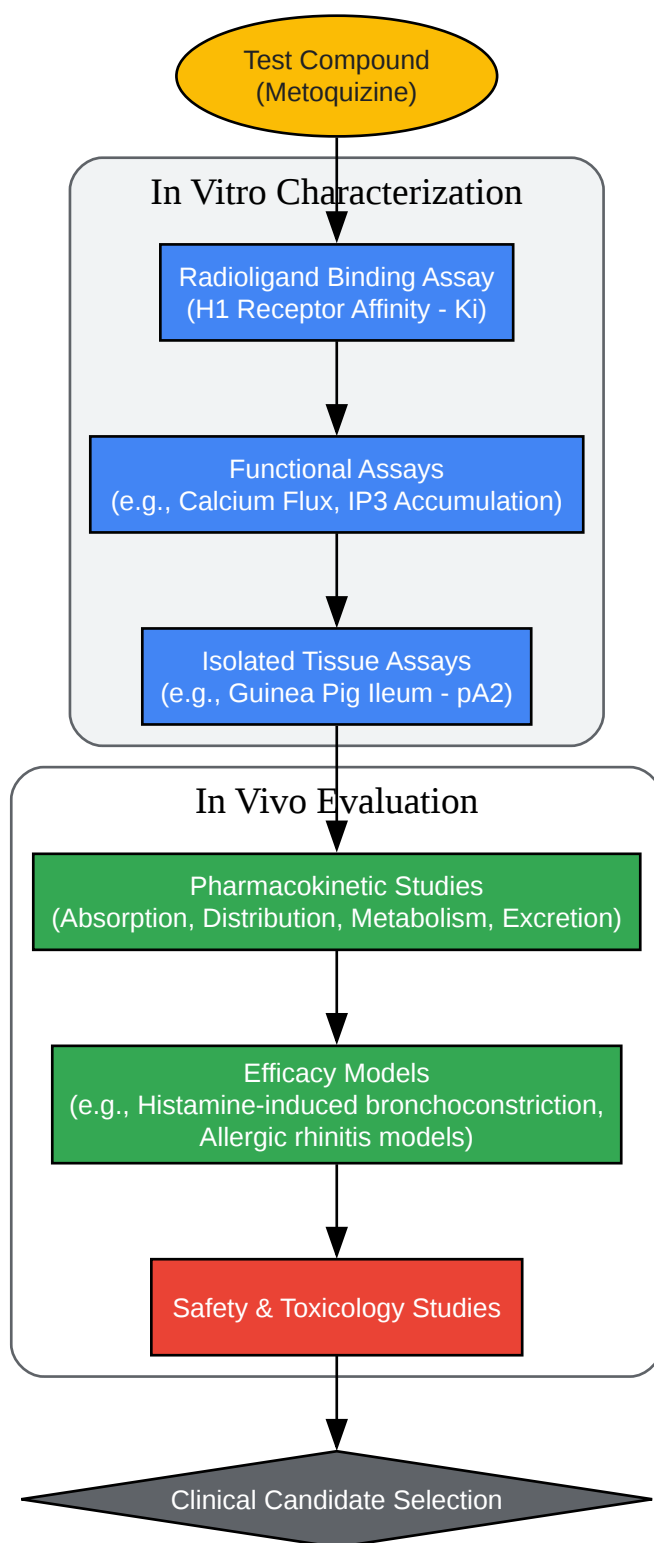 Test Compound
(Metoquizine)
In Vitro Characterization
Radioligand Binding Assay
(H1 Receptor Affinity - Ki)
Functional Assays
(e.g., Calcium Flux, IP3 Accumulation)
Isolated Tissue Assays
(e.g., Guinea Pig Ileum - pA2)
In Vivo Evaluation
Pharmacokinetic Studies
(Absorption, Distribution, Metabolism, Excretion)
Efficacy Models
(e.g., Histamine-induced bronchoconstriction,
Allergic rhinitis models)
Safety & Toxicology Studies
Clinical Candidate Selection